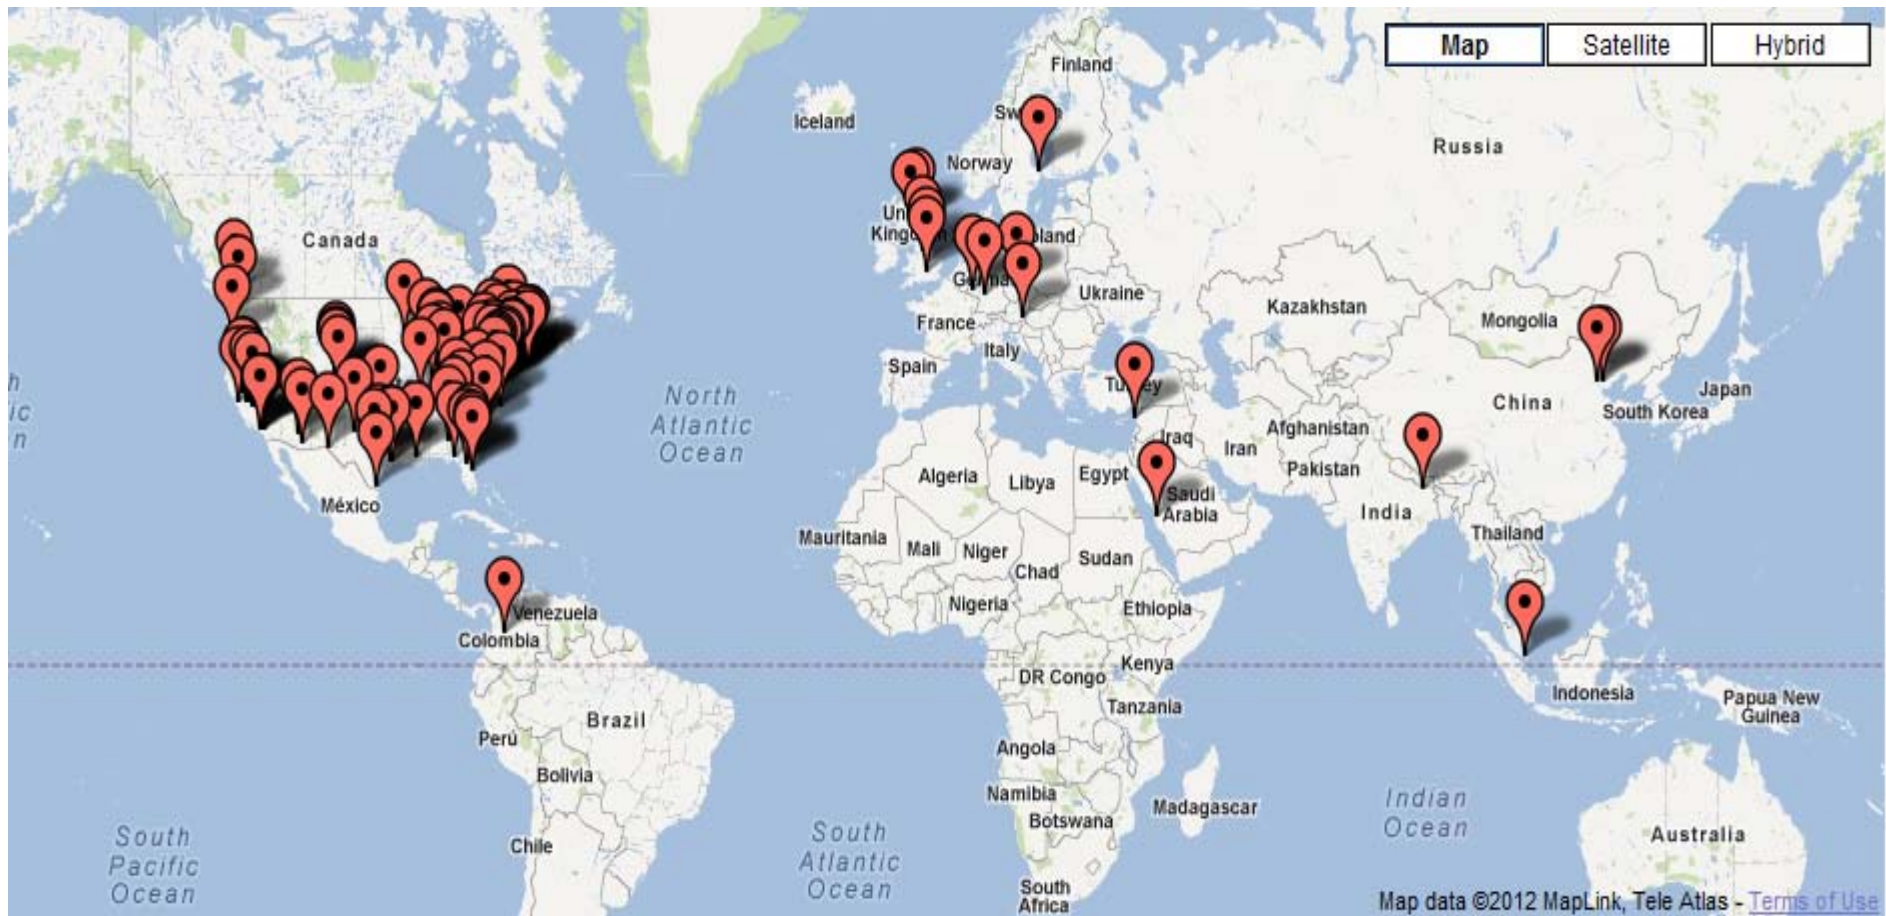 Map
Satellite
Hybrid
Finland
Iceland
Norway
Russia
Canada
Ukraine
Kazakhstan
Mongolia
France
Italy
Spain
Japan
China
South Korea
North
Atlantic
Ocean
Afghanistan
Iraq
Iran
Pakistan
Algeria
Libya
Egypt
Saudi
Arabia
India
México
Thailand
Mauritania
Mali
Niger
Chad
Sudan
Nigeria
Ethiopia
Venezuela
Colombia
Kenya
DR Congo
Indonesia
Papua New
Guinea
Tanzania
Brazil
Perú
Angola
Bolivia
Namibia
Botswana
Madagascar
Indian
Ocean
Chile
South
Pacific
Ocean
South
Atlantic
Ocean
Australia
South
Africa
Map data ©2012 MapLink, Tele Atlas - Terms of Use